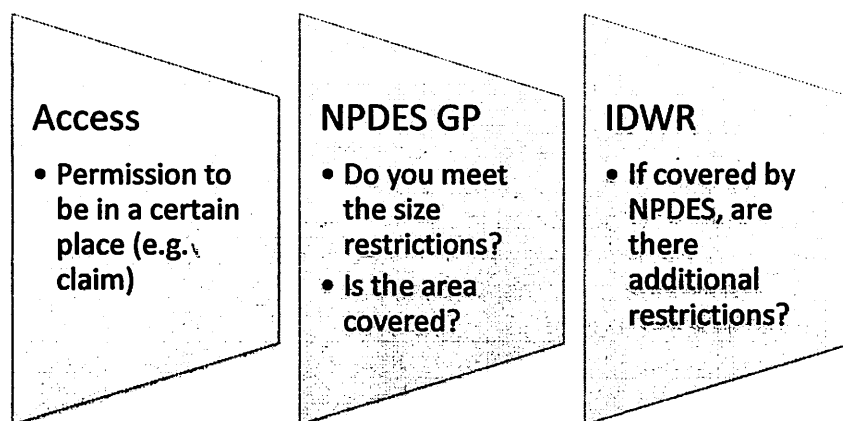 Access
• Permission to
be in a certain
place (e.g.
claim)
NPDES GP
• Do you meet
the size
restrictions?
• Is the area
covered?
IDWR
• If covered by
NPDES, are
there
additional
restrictions?